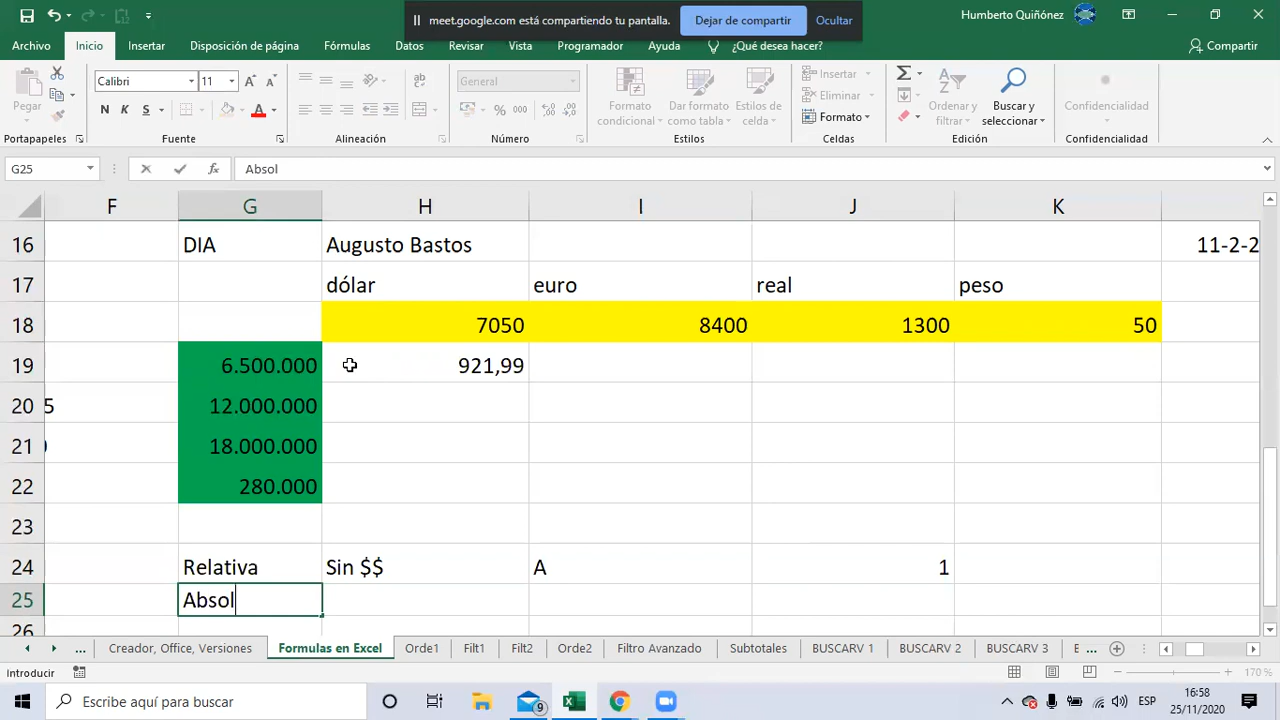 meet.google.com está compartiendo tu pantalla. Dejar de compartir Ocultar
Humberto Quiñónez
Archivo Inicio Insertar Disposición de página Fórmulas Datos Revisar Vista Programador Ayuda ¿Qué desea hacer? Compartir
Pegar
Calibri 11
N K S
General
% 000
Formato condicional
Dar formato como tabla
Estilos de celda
Insertar
Eliminar
Formato
Ordenar y filtrar
Buscar y seleccionar
Confidencialidad
Portapapeles Fuente Alineación Número Estilos Celdas Edición Confidencialidad
G25 fx Absol
F G H I J K
16 DIA Augusto Bastos 11-2-2
17 dólar euro real peso
18 7050 8400 1300 50
19 6.500.000 921,99
20 5 12.000.000
21 18.000.000
22 280.000
23
24 Relativa Sin $$ A 1
25 Absol
26
... Creador, Office, Versiones Formulas en Excel Orde1 Filt1 Filt2 Orde2 Filtro Avanzado Subtotales BUSCARV 1 BUSCARV 2 BUSCARV 3 ...
Introducir 170 %
Escribe aquí para buscar
9
ESP
16:58
25/11/2020